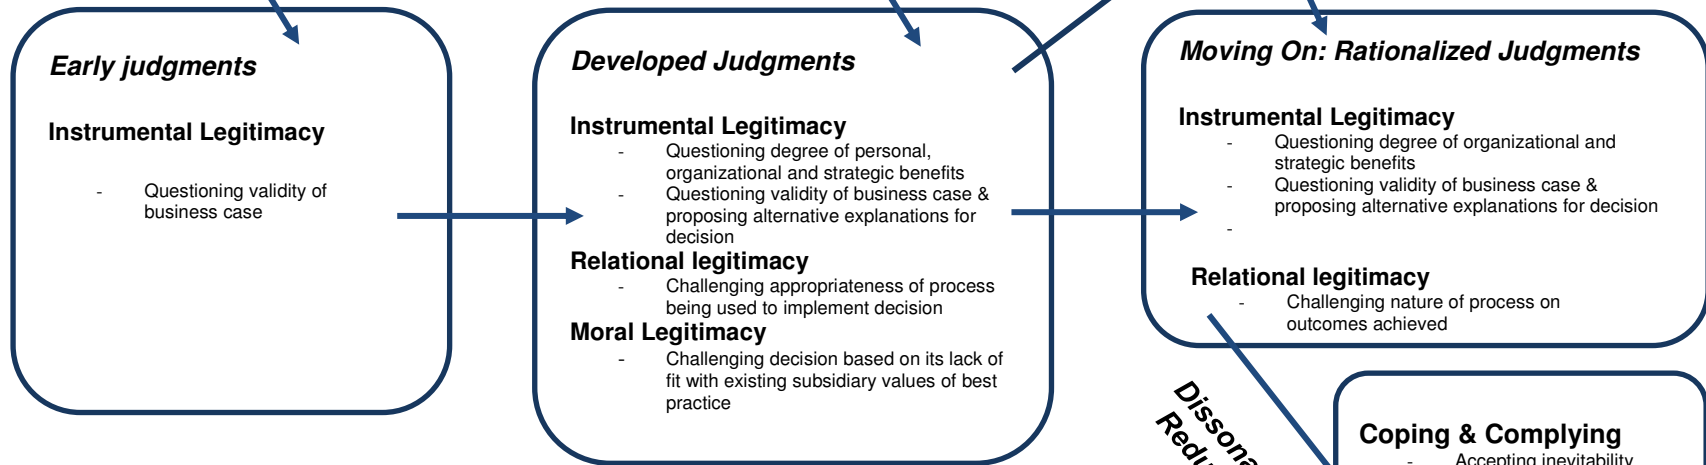 Early judgments
Instrumental Legitimacy
- Questioning validity of
business case
Developed Judgments
Instrumental Legitimacy
- Questioning degree of personal,
organizational and strategic benefits
- Questioning validity of business case &
proposing alternative explanations for
decision
Relational legitimacy
- Challenging appropriateness of process
being used to implement decision
Moral Legitimacy
- Challenging decision based on its lack of
fit with existing subsidiary values of best
practice
Moving On: Rationalized Judgments
Instrumental Legitimacy
- Questioning degree of organizational and
strategic benefits
- Questioning validity of business case &
proposing alternative explanations for decision
-
Relational legitimacy
- Challenging nature of process on
outcomes achieved
Coping & Complying
- Accepting inevitability